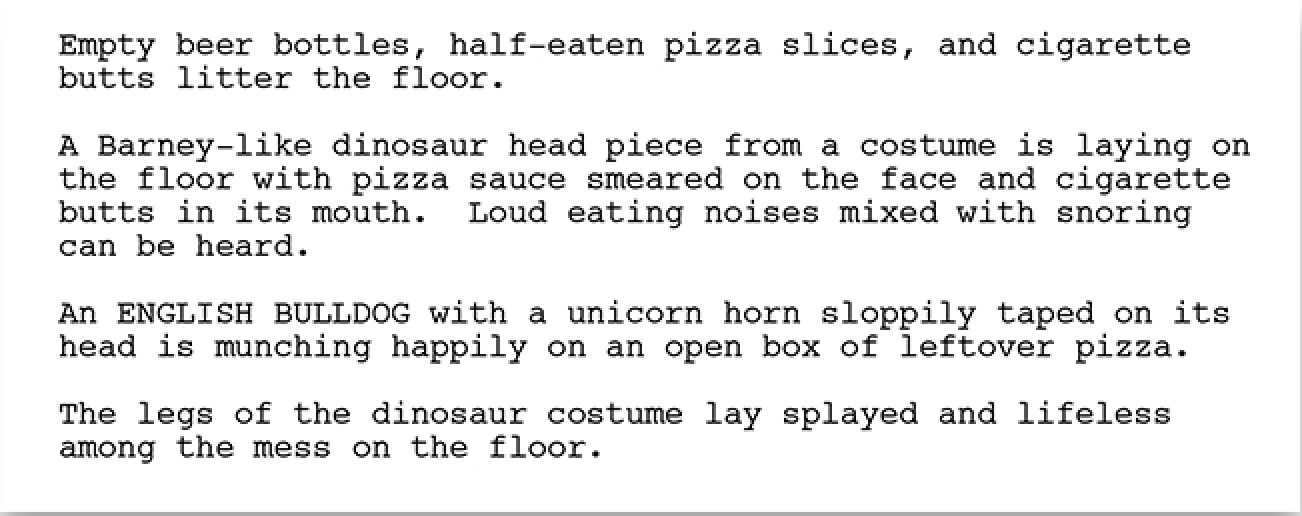 Empty beer bottles, half-eaten pizza slices, and cigarette
butts litter the floor.
A Barney-like dinosaur head piece from a costume is laying on
the floor with pizza sauce smeared on the face and cigarette
butts in its mouth.  Loud eating noises mixed with snoring
can be heard.
An ENGLISH BULLDOG with a unicorn horn sloppily taped on its
head is munching happily on an open box of leftover pizza.
The legs of the dinosaur costume lay splayed and lifeless
among the mess on the floor.